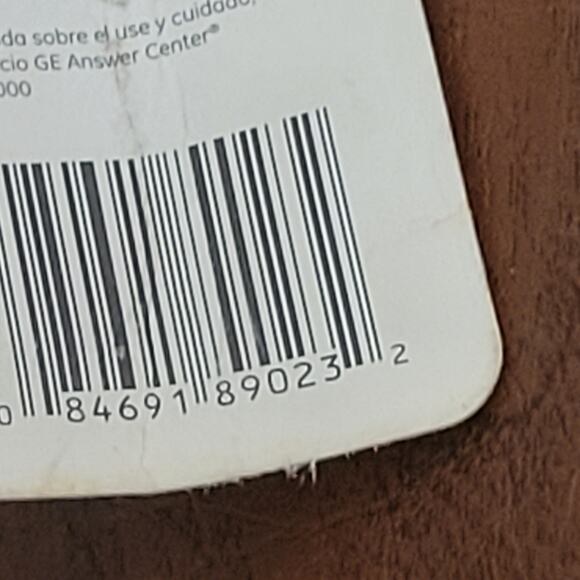 da sobre el use y cuidado,
cio GE Answer Center®
000
0 84691 89023 2